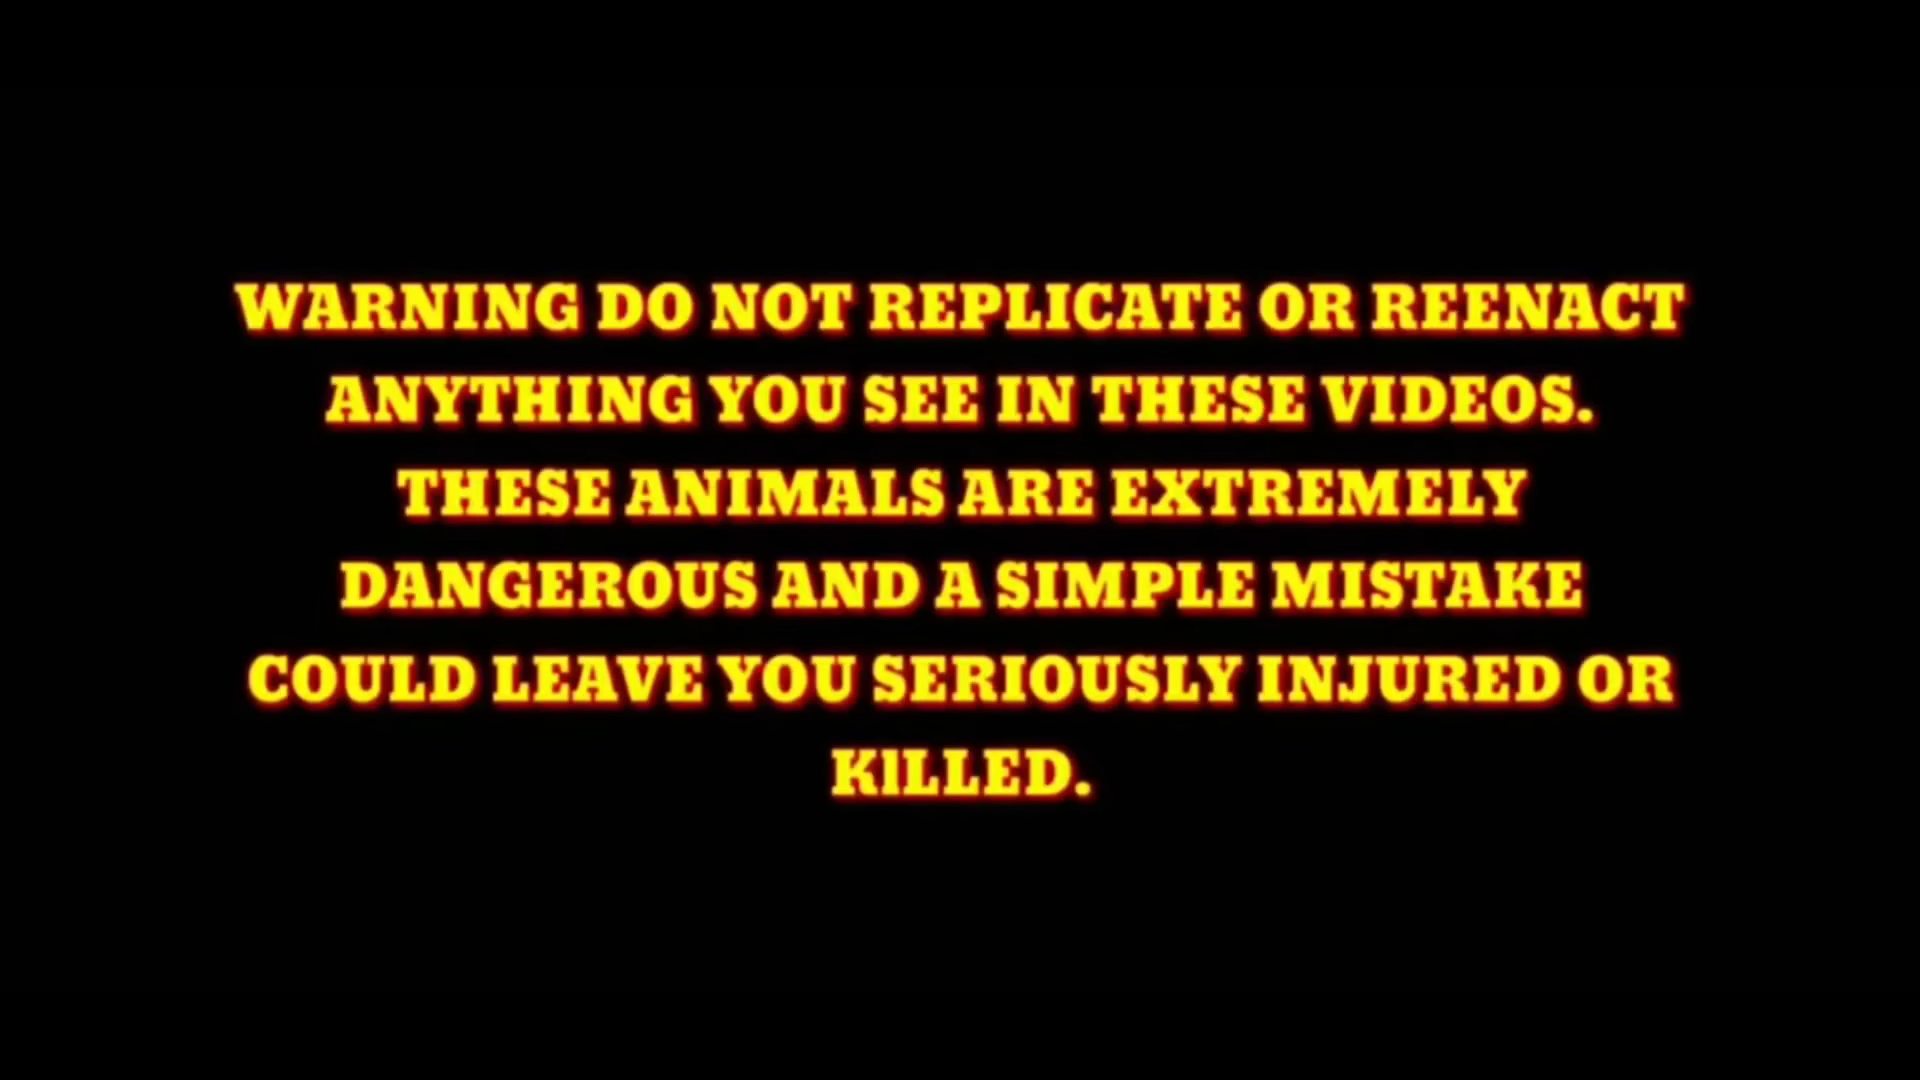 WARNING DO NOT REPLICATE OR REENACT
ANYTHING YOU SEE IN THESE VIDEOS.
THESE ANIMALS ARE EXTREMELY
DANGEROUS AND A SIMPLE MISTAKE
COULD LEAVE YOU SERIOUSLY INJURED OR
KILLED.